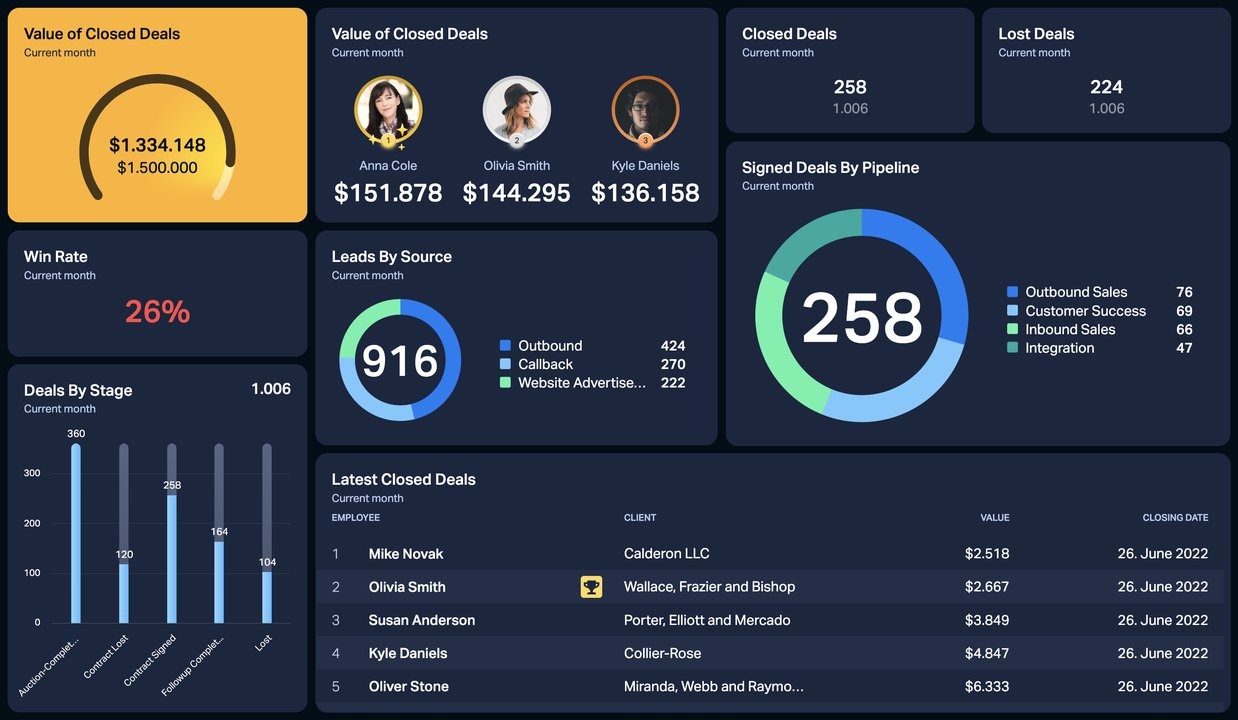 Value of Closed Deals
Current month
$1.334.148
$1.500.000
Value of Closed Deals
Current month
1
2
3
Anna Cole
Olivia Smith
Kyle Daniels
$151.878
$144.295
$136.158
Closed Deals
Current month
258
1.006
Lost Deals
Current month
224
1.006
Win Rate
Current month
26%
Leads By Source
Current month
916
Outbound 424
Callback 270
Website Advertise... 222
Signed Deals By Pipeline
Current month
258
Outbound Sales 76
Customer Success 69
Inbound Sales 66
Integration 47
Deals By Stage 1.006
Current month
360
300
258
200
164
120
104
100
0
Auction-Complet...
Contract Lost
Contract Signed
Followup Complet...
Lost
Latest Closed Deals
Current month
EMPLOYEE CLIENT VALUE CLOSING DATE
1 Mike Novak Calderon LLC $2.518 26. June 2022
2 Olivia Smith Wallace, Frazier and Bishop $2.667 26. June 2022
3 Susan Anderson Porter, Elliott and Mercado $3.849 26. June 2022
4 Kyle Daniels Collier-Rose $4.847 26. June 2022
5 Oliver Stone Miranda, Webb and Raymo... $6.333 26. June 2022